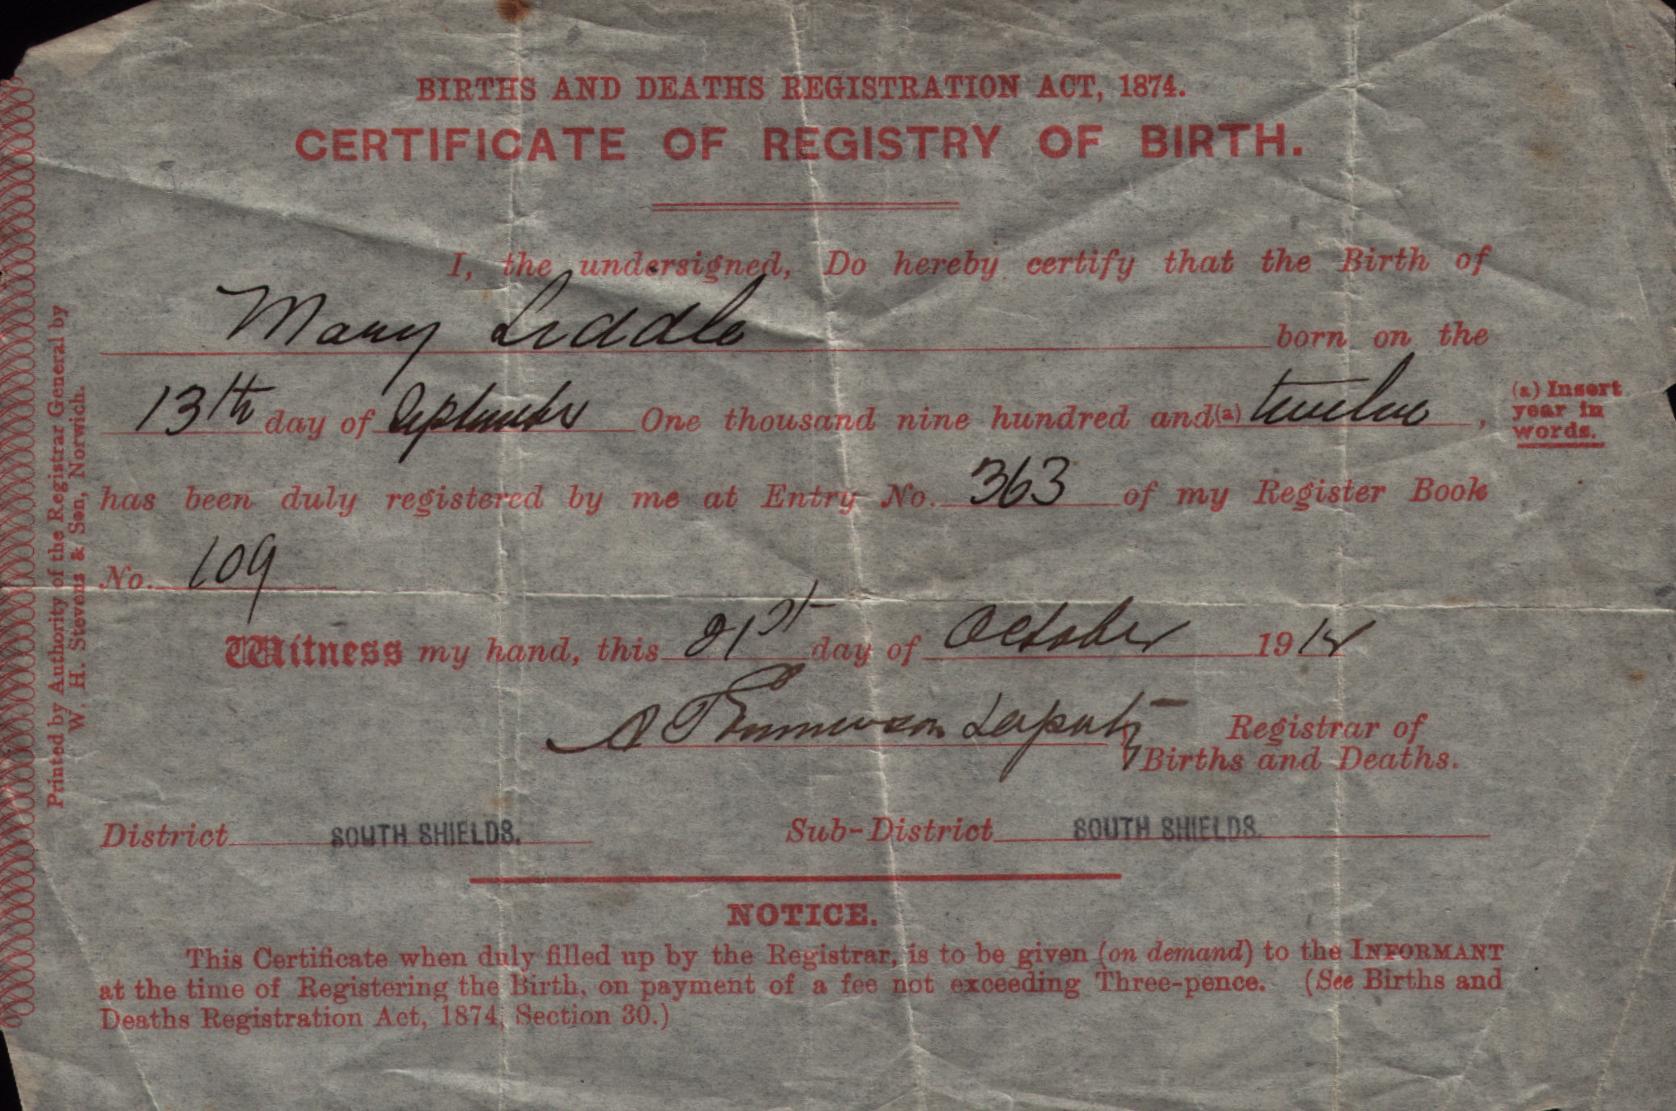 BIRTHS AND DEATHS REGISTRATION ACT, 1874.
CERTIFICATE OF REGISTRY OF BIRTH.
I, the undersigned, Do hereby certify that the Birth of
Mary Liddle born on the
13th day of September One thousand nine hundred and (a) twelve,
(a) Insert
year in
words.
has been duly registered by me at Entry No. 363 of my Register Book
No. 109
Witness my hand, this 21st day of October 1912
Deputy Registrar of
Births and Deaths.
District SOUTH SHIELDS. Sub-District SOUTH SHIELDS.
NOTICE.
This Certificate when duly filled up by the Registrar, is to be given (on demand) to the INFORMANT
at the time of Registering the Birth, on payment of a fee not exceeding Three-pence. (See Births and
Deaths Registration Act, 1874, Section 30.)
Printed by Authority of the Registrar General by
W. H. Stevens & Son, Norwich.